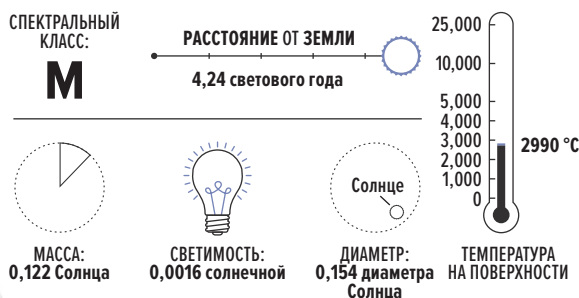 СПЕКТРАЛЬНЫЙ
КЛАСС:
М
РАССТОЯНИЕ ОТ ЗЕМЛИ
4,24 светового года
25,000
10,000
5,000
4,000
3,000
2,000
1,000
0
2990 °C
Солнце
МАССА:
0,122 Солнца
СВЕТИМОСТЬ:
0,0016 солнечной
ДИАМЕТР:
0,154 диаметра
Солнца
ТЕМПЕРАТУРА
НА ПОВЕРХНОСТИ